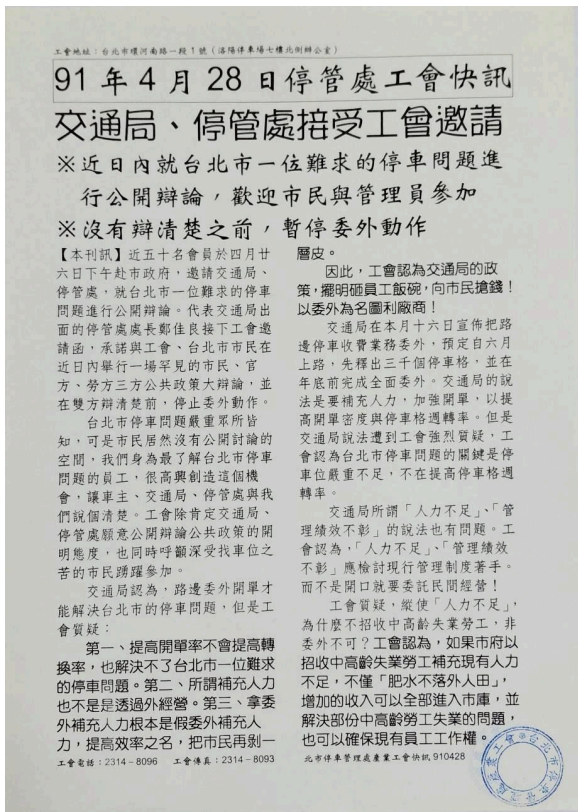 工會地址：台北市環河南路一段1號（洛陽停車場七樓北側辦公室）
91年4月28日停管處工會快訊
交通局、停管處接受工會邀請
※近日內就台北市一位難求的停車問題進
行公開辯論，歡迎市民與管理員參加
※沒有辯清楚之前，暫停委外動作
【本刊訊】近五十名會員於四月廿
六日下午赴市政府，邀請交通局、
停管處，就台北市一位難求的停車
問題進行公開辯論。代表交通局出
面的停管處處長鄭佳良接下工會邀
請函，承諾與工會、台北市市民在
近日內舉行一場罕見的市民、官
方、勞方三方公共政策大辯論，並
在雙方辯清楚前，停止委外動作。
台北市停車問題嚴重眾所皆
知，可是市民居然沒有公開討論的
空間，我們身為最了解台北市停車
問題的員工，很高興創造這個機
會，讓車主、交通局、停管處與我
們說個清楚。工會除肯定交通局、
停管處願意公開辯論公共政策的開
明態度，也同時呼籲深受找車位之
苦的市民踴躍參加。
交通局認為，路邊委外開單才
能解決台北市的停車問題，但是工
會質疑：
第一、提高開單率不會提高轉
換率，也解決不了台北市一位難求
的停車問題。第二、所謂補充人力
也不是是透過外經營。第三、拿委
外補充人力根本是假委外補充人
力，提高效率之名，把市民再剝一
層皮。
因此，工會認為交通局的政
策，擺明砸員工飯碗，向市民搶錢！
以委外為名圖利廠商！
交通局在本月十六日宣佈把路
邊停車收費業務委外，預定自六月
上路，先釋出三千個停車格，並在
年底前完成全面委外。交通局的說
法是要補充人力，加強開單，以提
高開單密度與停車格週轉率。但是
交通局說法遭到工會強烈質疑，工
會認為台北市停車問題的關鍵是停
車位嚴重不足，不在提高停車格週
轉率。
交通局所謂「人力不足」、「管
理績效不彰」的說法也有問題。工
會認為，「人力不足」、「管理績效
不彰」應檢討現行管理制度著手。
而不是開口就要委託民間經營！
工會質疑，縱使「人力不足」，
為什麼不招收中高齡失業勞工，非
委外不可？工會認為，如果市府以
招收中高齡失業勞工補充現有人力
不足，不僅「肥水不落外人田」，
增加的收入可以全部進入市庫，並
解決部份中高齡勞工失業的問題，
也可以確保現有員工工作權。
工會電話：2314－8096　工會傳真：2314－8093
北市停車管理處產業工會快訊 910428